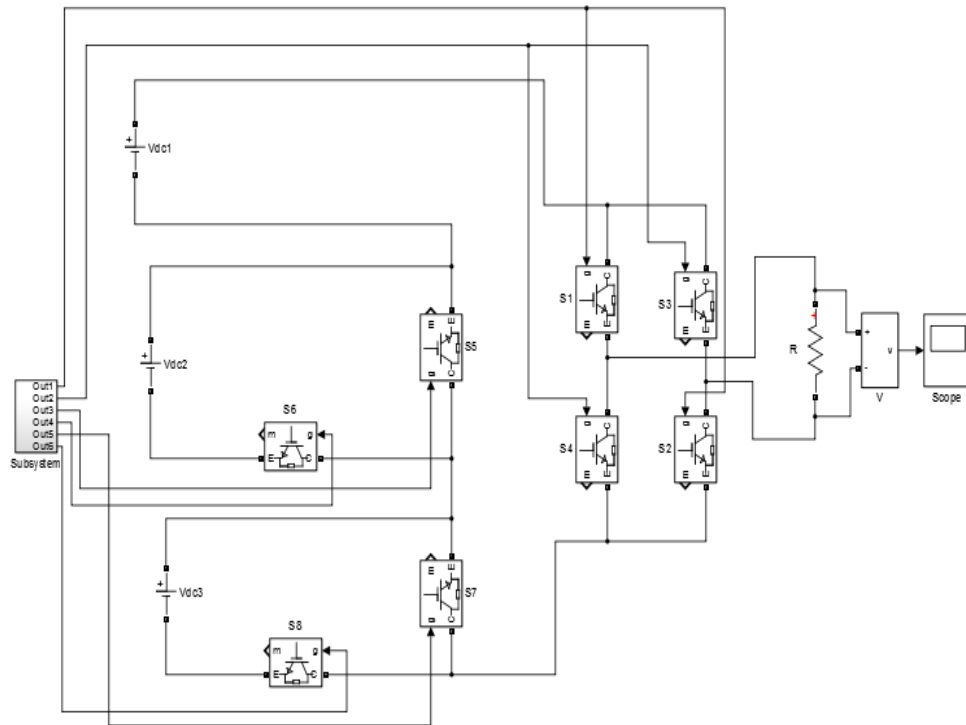 +
Vdc1
+
Vdc2
+
Vdc3
Out1
Out2
Out3
Out4
Out5
Out6
Subsystem
S6
m
g
E
C
S8
m
g
E
C
m
E
S5
g
C
m
E
S7
g
C
g
C
S1
m
E
g
C
S3
m
E
g
C
S4
m
E
g
C
S2
m
E
+
R
+
v
-
V
Scope